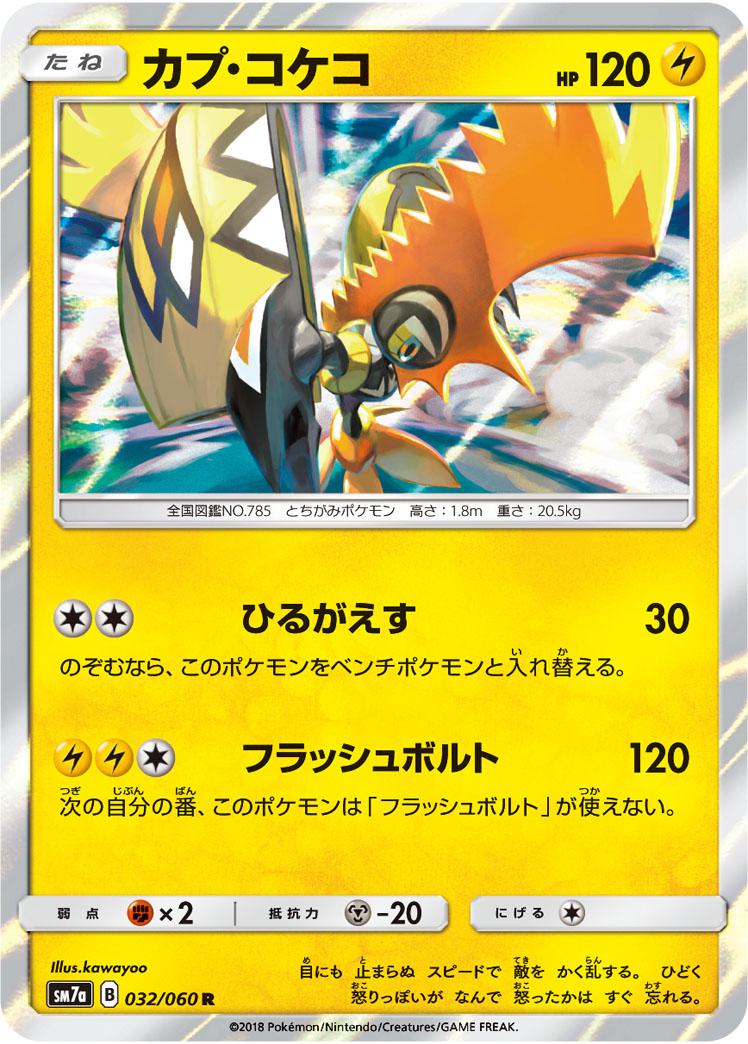 たね カプ・コケコ HP 120
全国図鑑NO.785 とちがみポケモン 高さ：1.8m 重さ：20.5kg
ひるがえす 30
のぞむなら、このポケモンをベンチポケモンと入れ替える。
フラッシュボルト 120
次の自分の番、このポケモンは「フラッシュボルト」が使えない。
弱点 ×2 抵抗力 -20 にげる
Illus.kawayoo
目にも 止まらぬ スピードで 敵を かく乱する。 ひどく
怒りっぽいが なんで 怒ったかは すぐ 忘れる。
SM7a B 032/060 R
©2018 Pokémon/Nintendo/Creatures/GAME FREAK.